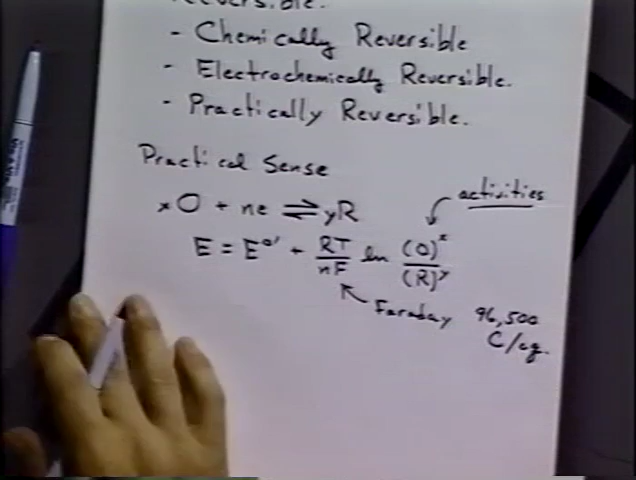 Reversible.
- Chemically Reversible
- Electrochemically Reversible.
- Practically Reversible.
Practical Sense
activities
xO + ne ⇌ yR
E = E°′ + RT/nF ln (O)ˣ/(R)ʸ
Faraday 96,500
C/eq.